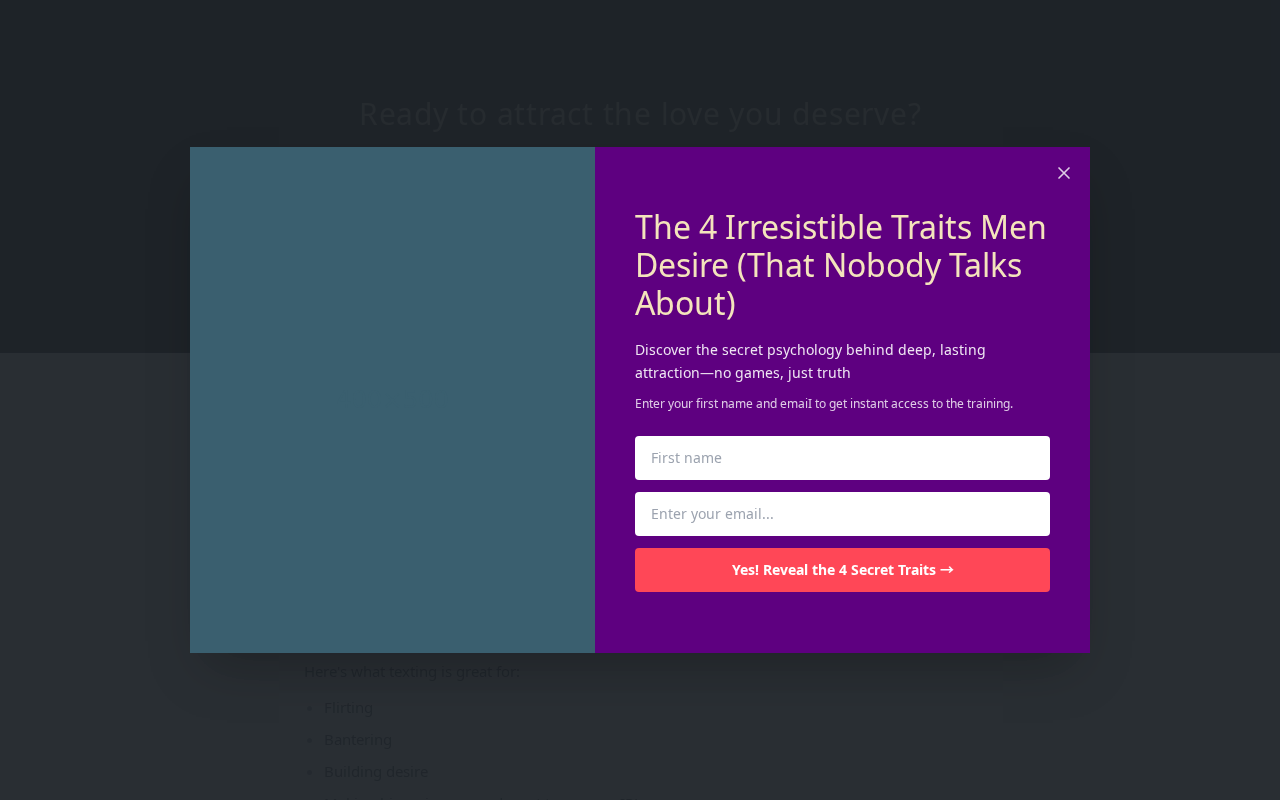 Ready to attract the love you deserve?
The 4 Irresistible Traits Men
Desire (That Nobody Talks
About)
Discover the secret psychology behind deep, lasting
attraction—no games, just truth
Enter your first name and emaiI to get instant access to the training.
First name
Enter your email...
Yes! Reveal the 4 Secret Traits →
Here's what texting is great for:
Flirting
Bantering
Building desire